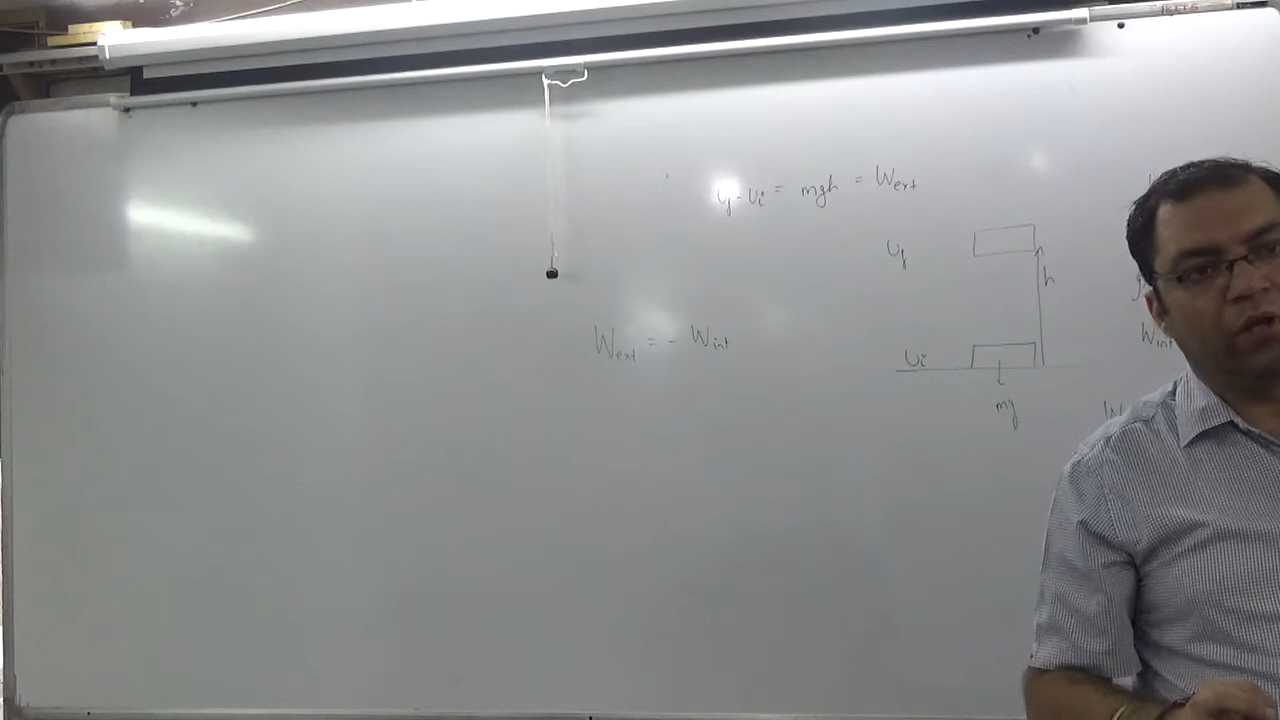 U_f - U_i = mgh = W_ext
U_f
h
W_ext = - W_int
U_i
W_int
mg
W